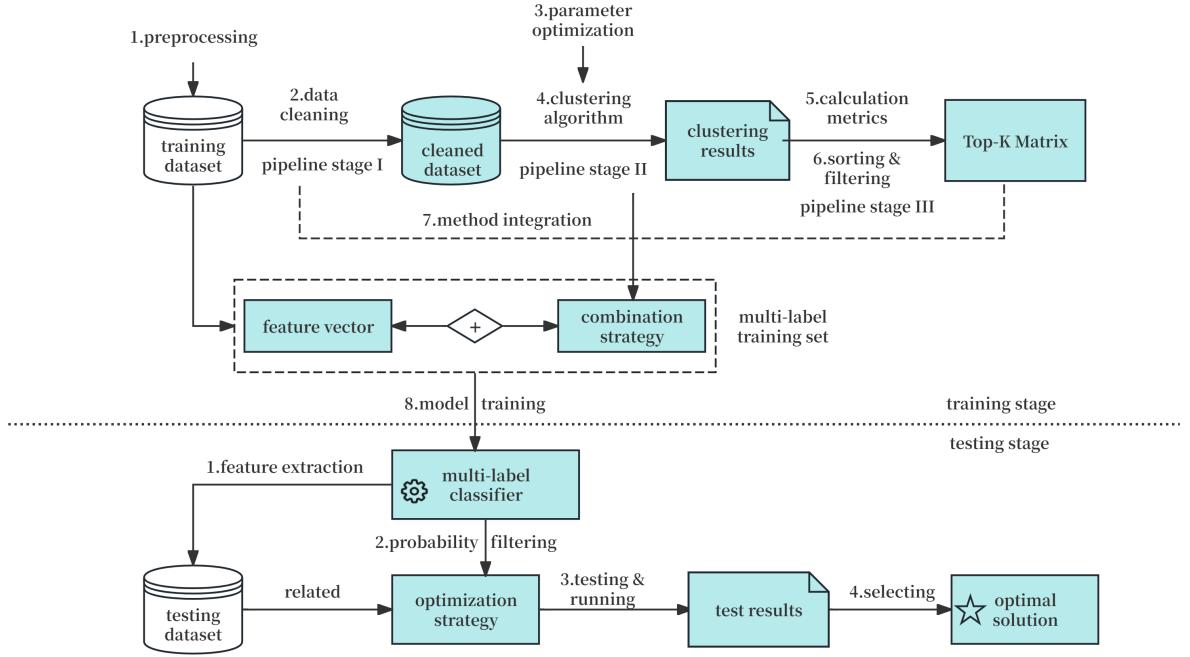 3.parameter
optimization
1.preprocessing
2.data
cleaning
4.clustering
algorithm
5.calculation
metrics
training
dataset
cleaned
dataset
clustering
results
Top-K Matrix
pipeline stage I
pipeline stage II
6.sorting &
filtering
pipeline stage III
7.method integration
feature vector
+
combination
strategy
multi-label
training set
8.model training
training stage
testing stage
1.feature extraction
multi-label
classifier
2.probability filtering
testing
dataset
related
optimization
strategy
3.testing &
running
test results
4.selecting
optimal
solution